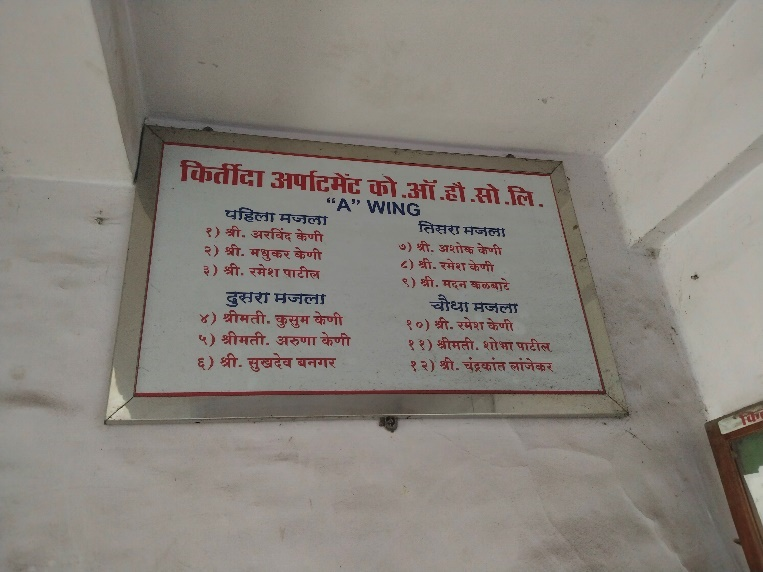 किर्तीदा अर्पाटमेंट को.ऑ.हौ.सो.लि.
“A” WING
पहिला मजला
१) श्री. अरविंद केणी
२) श्री. मधुकर केणी
३) श्री. रमेश पाटील
दुसरा मजला
४) श्रीमती. कुसुम केणी
५) श्रीमती. अरुणा केणी
६) श्री. सुखदेव बनगर
तिसरा मजला
७) श्री. अशोक केणी
८) श्री. रमेश केणी
९) श्री. मदन कळबाटे
चौथा मजला
१०) श्री. रमेश केणी
११) श्रीमती. शोभा पाटील
१२) श्री. चंद्रकांत लांजेकर